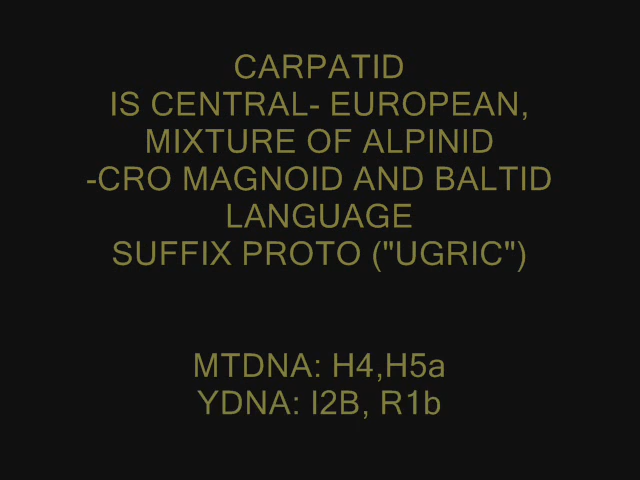 CARPATID
IS CENTRAL- EUROPEAN,
MIXTURE OF ALPINID
-CRO MAGNOID AND BALTID
LANGUAGE
SUFFIX PROTO ("UGRIC")
MTDNA: H4,H5a
YDNA: I2B, R1b